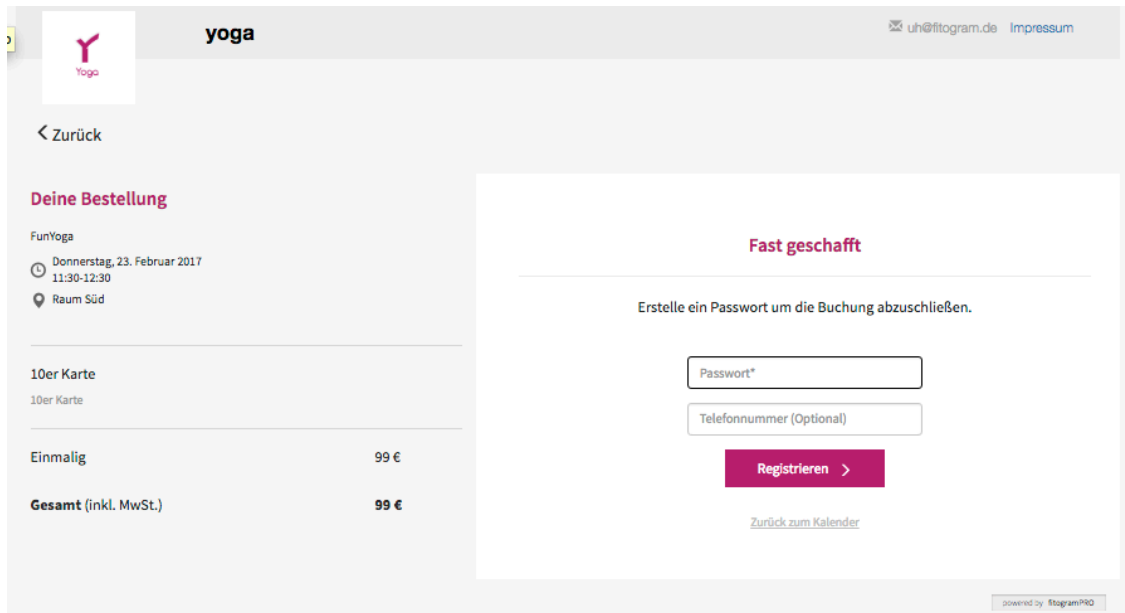 yoga
uh@fitogram.de Impressum
Yoga
Zurück
Deine Bestellung
FunYoga
Donnerstag, 23. Februar 2017
11:30-12:30
Raum Süd
10er Karte
10er Karte
Einmalig 99 €
Gesamt (inkl. MwSt.) 99 €
Fast geschafft
Erstelle ein Passwort um die Buchung abzuschließen.
Passwort*
Telefonnummer (Optional)
Registrieren
Zurück zum Kalender
powered by fitogramPRO